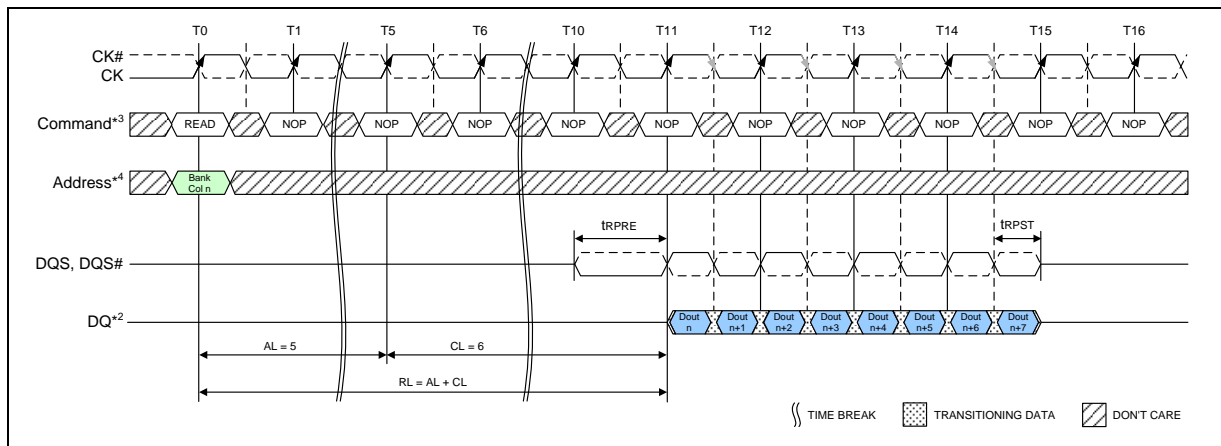 T0 T1 T5 T6 T10 T11 T12 T13 T14 T15 T16
CK#
CK
Command*3 READ NOP NOP NOP NOP NOP NOP NOP NOP NOP NOP
Address*4 Bank Col n
tRPRE tRPST
DQS, DQS#
DQ*2 Dout n Dout n+1 Dout n+2 Dout n+3 Dout n+4 Dout n+5 Dout n+6 Dout n+7
AL = 5 CL = 6
RL = AL + CL
TIME BREAK TRANSITIONING DATA DON'T CARE